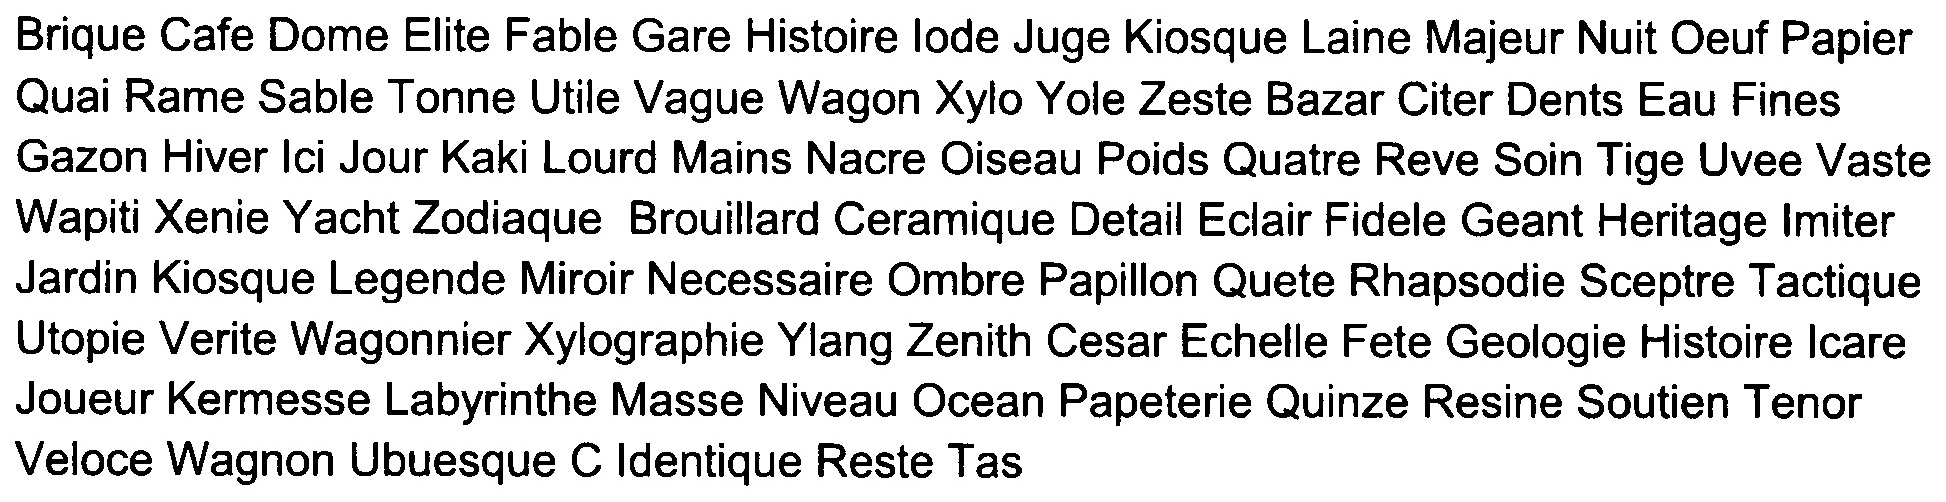 Brique Cafe Dome Elite Fable Gare Histoire Iode Juge Kiosque Laine Majeur Nuit Oeuf Papier
Quai Rame Sable Tonne Utile Vague Wagon Xylo Yole Zeste Bazar Citer Dents Eau Fines
Gazon Hiver Ici Jour Kaki Lourd Mains Nacre Oiseau Poids Quatre Reve Soin Tige Uvee Vaste
Wapiti Xenie Yacht Zodiaque  Brouillard Ceramique Detail Eclair Fidele Geant Heritage Imiter
Jardin Kiosque Legende Miroir Necessaire Ombre Papillon Quete Rhapsodie Sceptre Tactique
Utopie Verite Wagonnier Xylographie Ylang Zenith Cesar Echelle Fete Geologie Histoire Icare
Joueur Kermesse Labyrinthe Masse Niveau Ocean Papeterie Quinze Resine Soutien Tenor
Veloce Wagnon Ubuesque C Identique Reste Tas